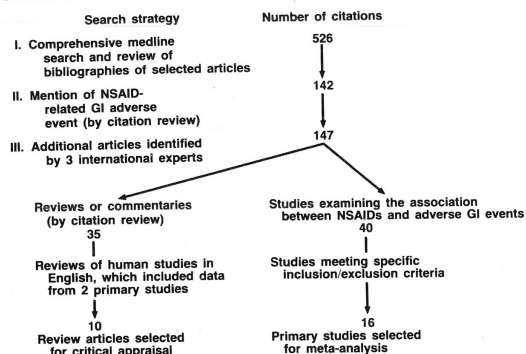 Search strategy
Number of citations
I. Comprehensive medline
search and review of
bibliographies of selected articles
526
II. Mention of NSAID-
related GI adverse
event (by citation review)
142
III. Additional articles identified
by 3 international experts
147
Reviews or commentaries
(by citation review)
35
Studies examining the association
between NSAIDs and adverse GI events
40
Reviews of human studies in
English, which included data
from 2 primary studies
Studies meeting specific
inclusion/exclusion criteria
10
Review articles selected
for critical appraisal
16
Primary studies selected
for meta-analysis